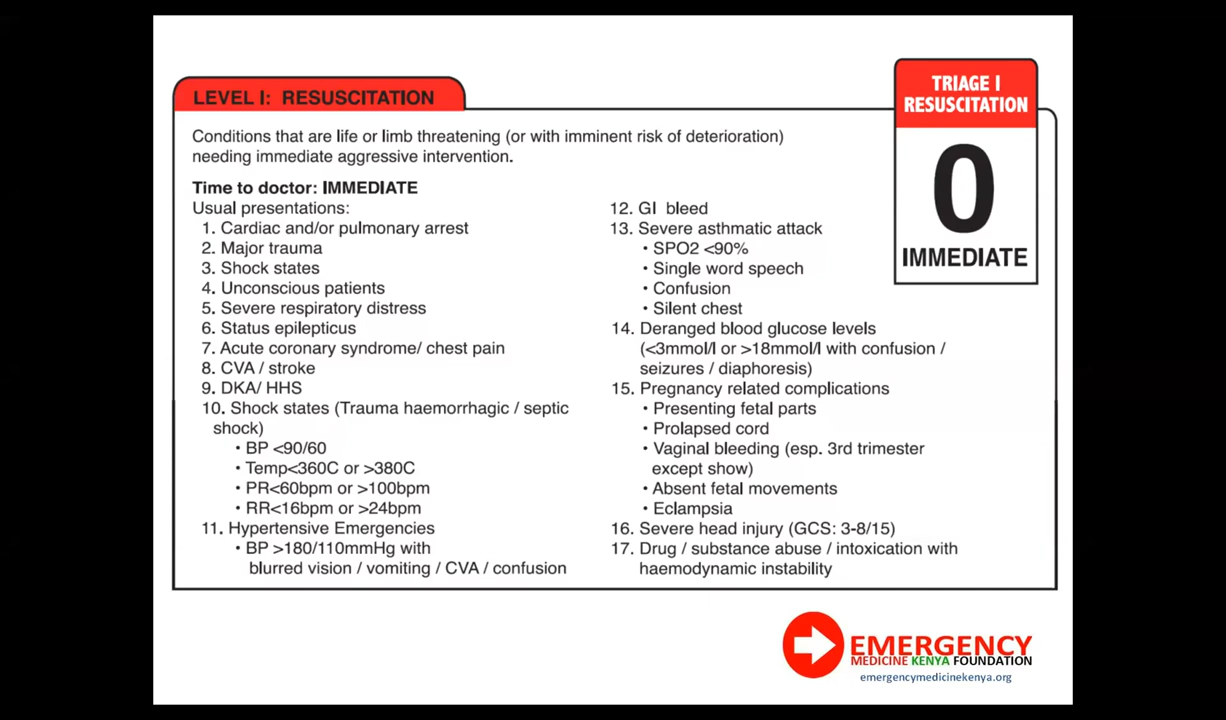 LEVEL I: RESUSCITATION
TRIAGE I
RESUSCITATION
0
IMMEDIATE
Conditions that are life or limb threatening (or with imminent risk of deterioration)
needing immediate aggressive intervention.
Time to doctor: IMMEDIATE
Usual presentations:
1. Cardiac and/or pulmonary arrest
2. Major trauma
3. Shock states
4. Unconscious patients
5. Severe respiratory distress
6. Status epilepticus
7. Acute coronary syndrome/ chest pain
8. CVA / stroke
9. DKA/ HHS
10. Shock states (Trauma haemorrhagic / septic
shock)
• BP <90/60
• Temp<360C or >380C
• PR<60bpm or >100bpm
• RR<16bpm or >24bpm
11. Hypertensive Emergencies
• BP >180/110mmHg with
blurred vision / vomiting / CVA / confusion
12. GI bleed
13. Severe asthmatic attack
• SPO2 <90%
• Single word speech
• Confusion
• Silent chest
14. Deranged blood glucose levels
(<3mmol/l or >18mmol/l with confusion /
seizures / diaphoresis)
15. Pregnancy related complications
• Presenting fetal parts
• Prolapsed cord
• Vaginal bleeding (esp. 3rd trimester
except show)
• Absent fetal movements
• Eclampsia
16. Severe head injury (GCS: 3-8/15)
17. Drug / substance abuse / intoxication with
haemodynamic instability
EMERGENCY
MEDICINE KENYA FOUNDATION
emergencymedicinekenya.org